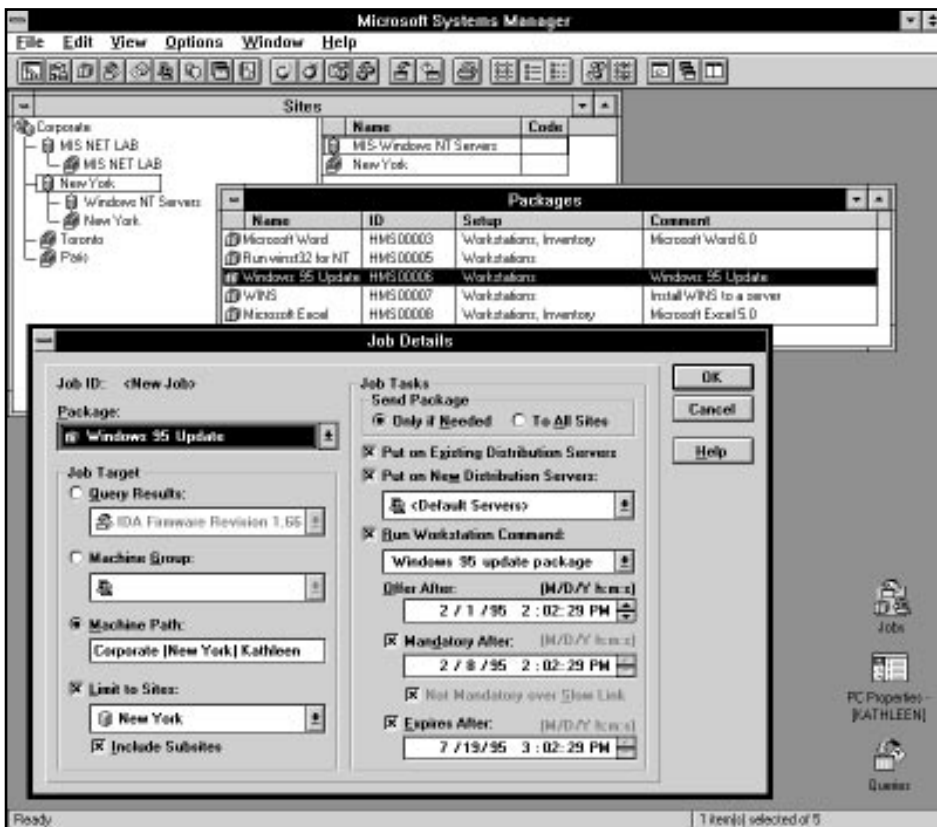 Microsoft Systems Manager
File Edit View Options Window Help
Sites
Corporate
MIS NET LAB
MIS NET LAB
New York
Windows NT Servers
New York
Toronto
Paris
Name Code
MIS-Windows NT Servers
New York
Packages
Name ID Setup Comment
Microsoft Word HMS00003 Workstations, Inventory Microsoft Word 6.0
Run winst32 for NT HMS00005 Workstations
Windows 95 Update HMS00006 Workstations Windows 95 Update
WINS HMS00007 Workstations Install WINS to a server
Microsoft Excel HMS00008 Workstations, Inventory Microsoft Excel 5.0
Job Details
Job ID: <New Job>
Package:
Windows 95 Update
Job Target
Query Results:
IDA Firmware Revision 1.65
Machine Group:
Machine Path:
Corporate |New York| Kathleen
Limit to Sites:
New York
Include Subsites
Job Tasks
Send Package
Only if Needed To All Sites
Put on Existing Distribution Servers
Put on New Distribution Servers:
<Default Servers>
Run Workstation Command:
Windows 95 update package
Offer After: (M/D/Y h:m:s)
2 / 1 /95 2 :02:29 PM
Mandatory After: (M/D/Y h:m:s)
2 / 8 /95 2 :02:29 PM
Not Mandatory over Slow Link
Expires After: (M/D/Y h:m:s)
7 /19/95 3 :02:29 PM
OK
Cancel
Help
Jobs
PC Properties -
[KATHLEEN]
Queries
Ready 1 item(s) selected of 5